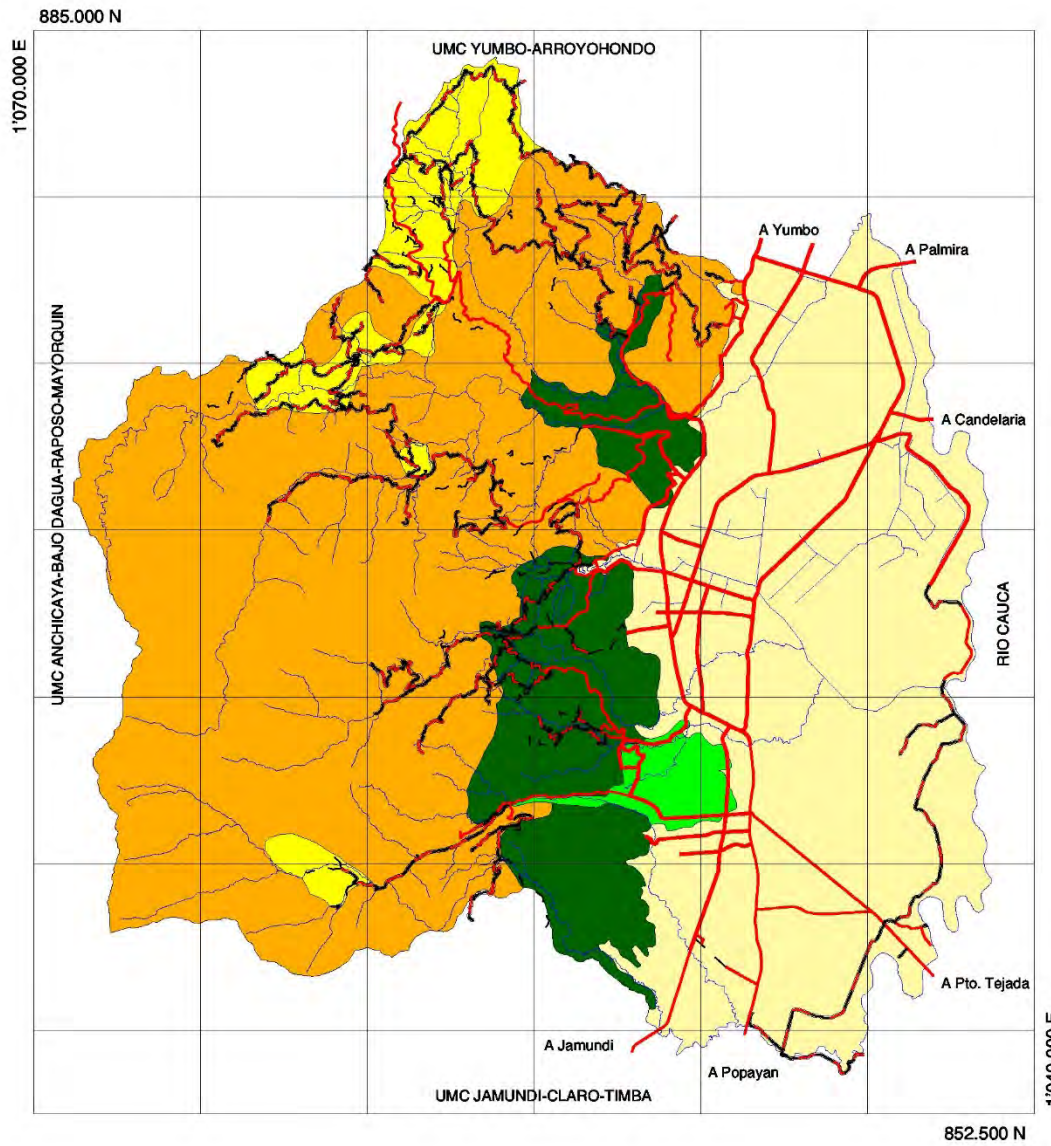 885.000 N
1'070.000 E
UMC YUMBO-ARROYOHONDO
A Yumbo
A Palmira
UMC ANCHICAYA-BAJO DAGUA-RAPOSO-MAYORQUIN
A Candelaria
RIO CAUCA
A Pto. Tejada
A Jamundi
A Popayan
UMC JAMUNDI-CLARO-TIMBA
852.500 N